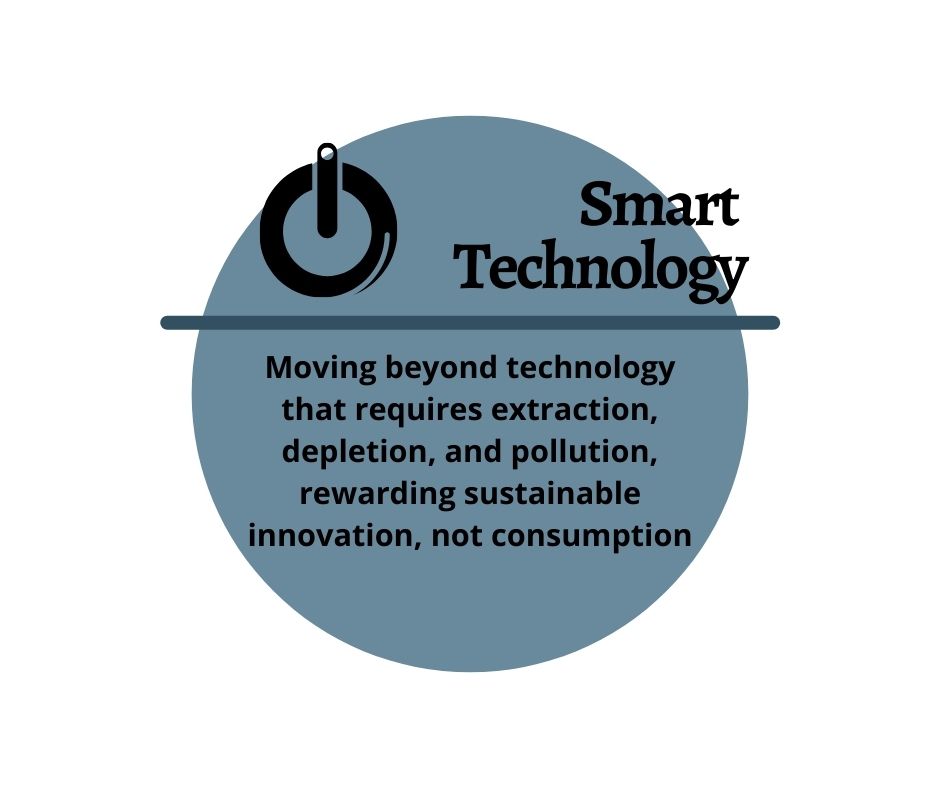 Smart
Technology
Moving beyond technology
that requires extraction,
depletion, and pollution,
rewarding sustainable
innovation, not consumption